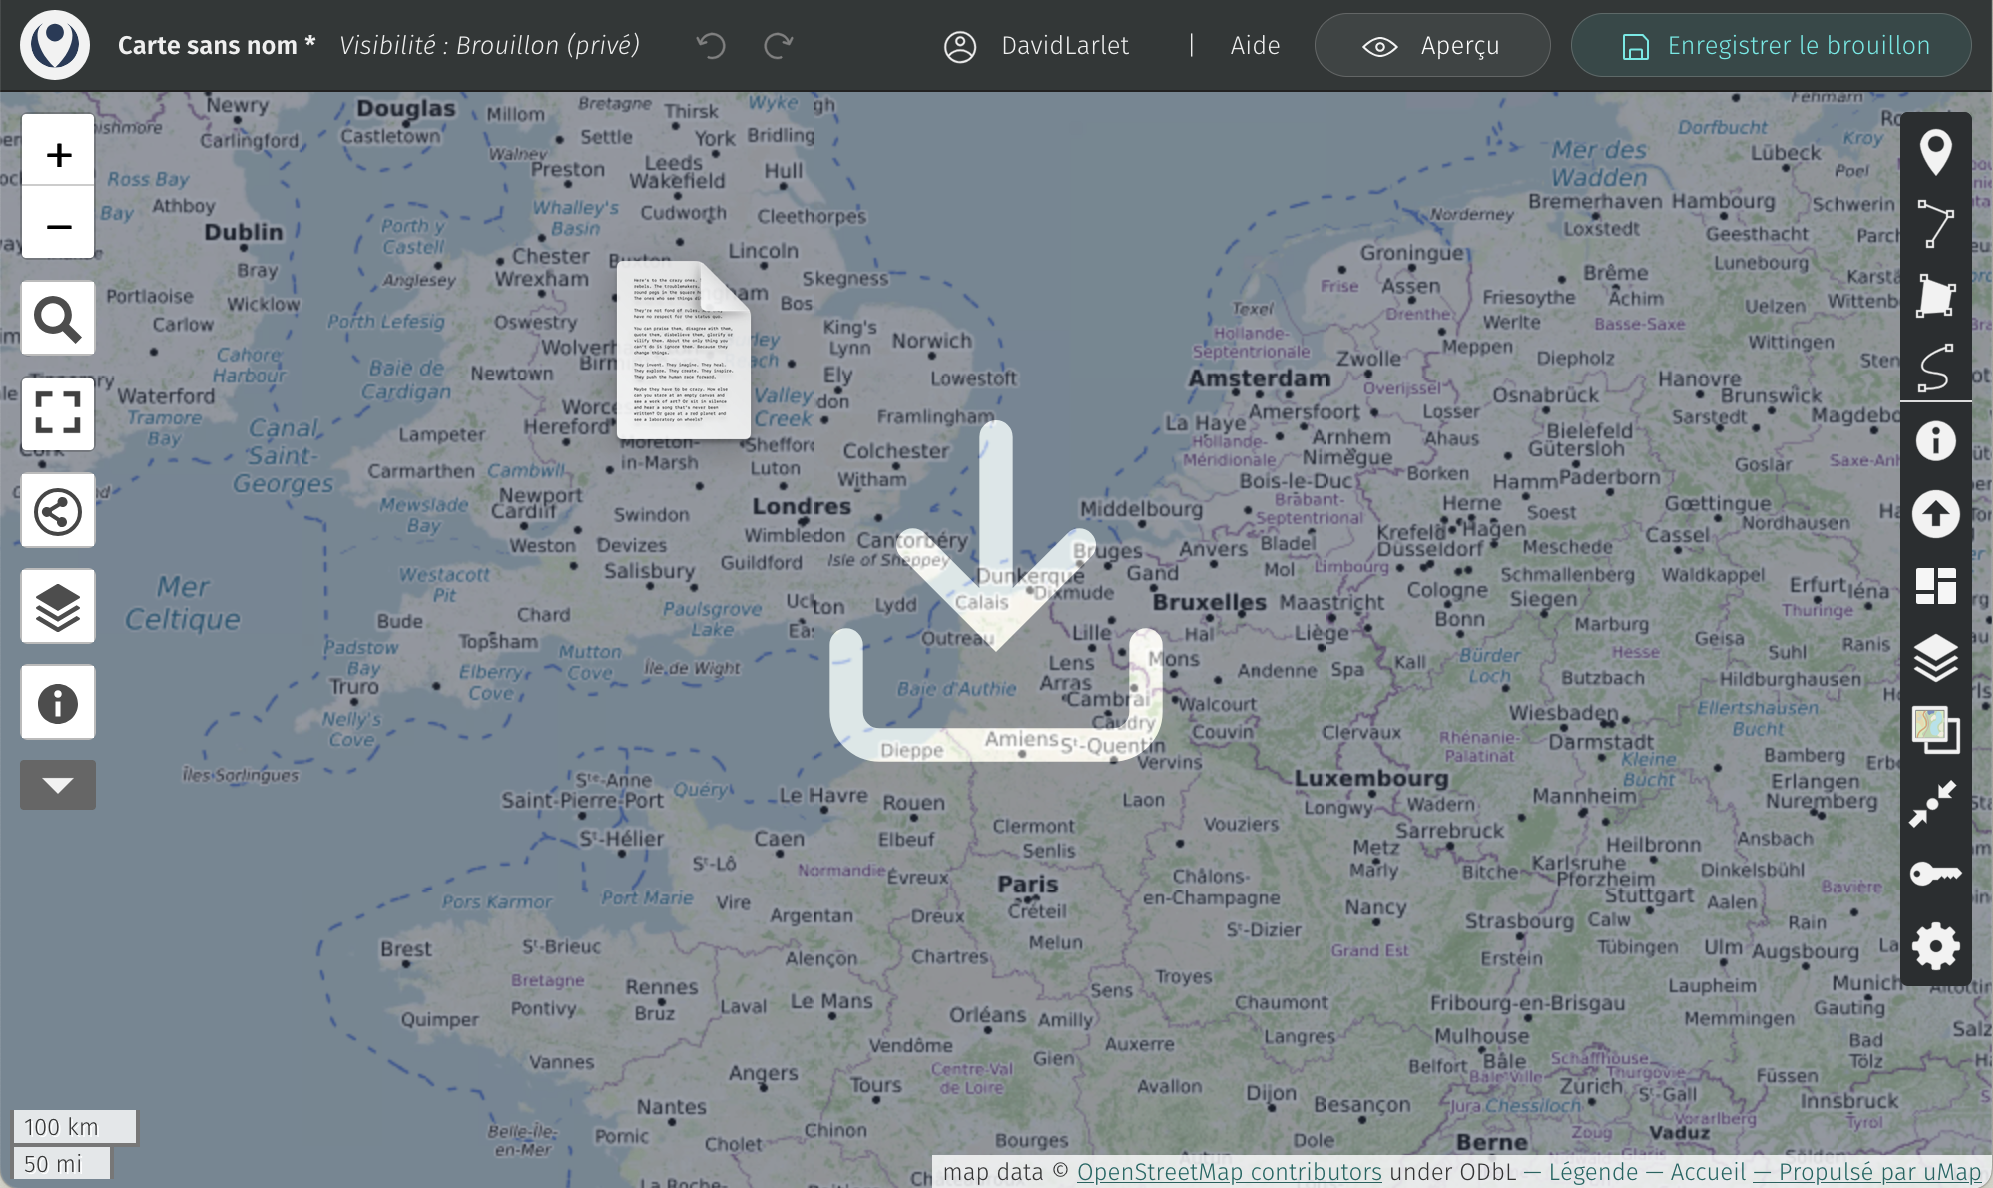 Carte sans nom *
Visibilité : Brouillon (privé)
DavidLarlet
Aide
Aperçu
Enregistrer le brouillon
Newry
Douglas
Millom
Bretagne
Thirsk
Wyke
Carlingford
Castletown
Settle
York
Bridling
Walney
Preston
Leeds
Wakefield
Hull
Ross Bay
Athboy
Whalley's
Basin
Cudworth
Cleethorpes
Dublin
Porth y
Castell
Chester
Wrexham
Lincoln
Skegness
Bray
Anglesey
Portlaoise
Wicklow
Carlow
Porth Lefesig
Oswestry
King's
Lynn
Norwich
Cahore
Harbour
Baie de
Cardigan
Newtown
Ely
Lowestoft
Waterford
Tramore
Bay
Valley
Creek
Framlingham
Canal
Saint-
Georges
Lampeter
Hereford
Moreton-
in-Marsh
Luton
Colchester
Carmarthen
Cambwll
Witham
Mewslade
Bay
Newport
Cardiff
Swindon
Londres
Wimbledon
Cantorbéry
Weston
Devizes
Guildford
Isle of Sheppey
Salisbury
Mer
Celtique
Westacott
Pit
Chard
Paulsgrove
Lake
Lydd
Bude
Topsham
Padstow
Bay
Elberry
Cove
Mutton
Cove
Île de Wight
Truro
Nelly's
Cove
Îles Sorlingues
Mer des
Wadden
Dorfbucht
Lübeck
Kroy
Poel
Fehmarn
Norderney
Bremerhaven
Hambourg
Schwerin
Loxstedt
Geesthacht
Groningue
Lunebourg
Assen
Frise
Brême
Friesoythe
Achim
Uelzen
Texel
Drenthe
Werlte
Basse-Saxe
Hollande-
Septentrionale
Zwolle
Meppen
Diepholz
Wittingen
Amsterdam
Overijssel
Osnabrück
Hanovre
Brunswick
La Haye
Amersfoort
Losser
Sarstedt
Hollande-
Méridionale
Arnhem
Nimègue
Ahaus
Bielefeld
Gütersloh
Goslar
Bois-le-Duc
Borken
Hamm
Paderborn
Middelbourg
Brabant-
Septentrional
Herne
Soest
Gœttingue
Nordhausen
Bruges
Anvers
Bladel
Krefeld
Hagen
Düsseldorf
Meschede
Cassel
Dunkerque
Gand
Mol
Limbourg
Schmallenberg
Waldkappel
Calais
Dixmude
Bruxelles
Maastricht
Cologne
Siegen
Erfurt
Iéna
Thuringe
Outreau
Lille
Hal
Liège
Bonn
Marburg
Geisa
Ranis
Lens
Mons
Andenne
Spa
Kall
Bürder
Loch
Hesse
Suhl
Baie d'Authie
Arras
Cambrai
Walcourt
Butzbach
Hildburghausen
Caudry
Couvin
Clervaux
Wiesbaden
Ellertshausen
Bucht
Dieppe
Amiens
Sᵗ-Quentin
Vervins
Rhénanie-
Palatinat
Darmstadt
Kleine
Bucht
Bamberg
Erlangen
Nuremberg
Sᵗᵉ-Anne
Saint-Pierre-Port
Quéry
Le Havre
Rouen
Laon
Luxembourg
Longwy
Wadern
Mannheim
Sᵗ-Hélier
Caen
Elbeuf
Clermont
Senlis
Vouziers
Sarrebruck
Heilbronn
Ansbach
Sᵗ-Lô
Normandie
Évreux
Metz
Marly
Bitche
Karlsruhe
Pforzheim
Dinkelsbühl
Pors Karmor
Port Marie
Vire
Paris
Créteil
Châlons-
en-Champagne
Stuttgart
Bavière
Argentan
Dreux
Nancy
Strasbourg
Calw
Aalen
Rain
Brest
Sᵗ-Brieuc
Melun
Sᵗ-Dizier
Grand Est
Tübingen
Ulm
Augsbourg
Alençon
Chartres
Erstein
Bretagne
Rennes
Troyes
Laupheim
Munich
Pontivy
Bruz
Laval
Le Mans
Sens
Chaumont
Fribourg-en-Brisgau
Gauting
Quimper
Orléans
Amilly
Memmingen
Vendôme
Auxerre
Langres
Mulhouse
Bad
Tölz
Vannes
Gien
Belfort
Bâle
Schaffhouse
Thurgovie
Angers
Tours
Centre-Val
de Loire
Avallon
Dijon
Bâle-Ville
Zurich
Sᵗ-Gall
Füssen
Nantes
Besançon
Jura
Chessiloch
Vorarlberg
Innsbruck
Belle-Île-
en-Mer
Pornic
Cholet
Chinon
Bourges
Dole
Berne
Zoug
Vaduz
Tyrol
100 km
50 mi
map data © OpenStreetMap contributors under ODbL — Légende — Accueil — Propulsé par uMap